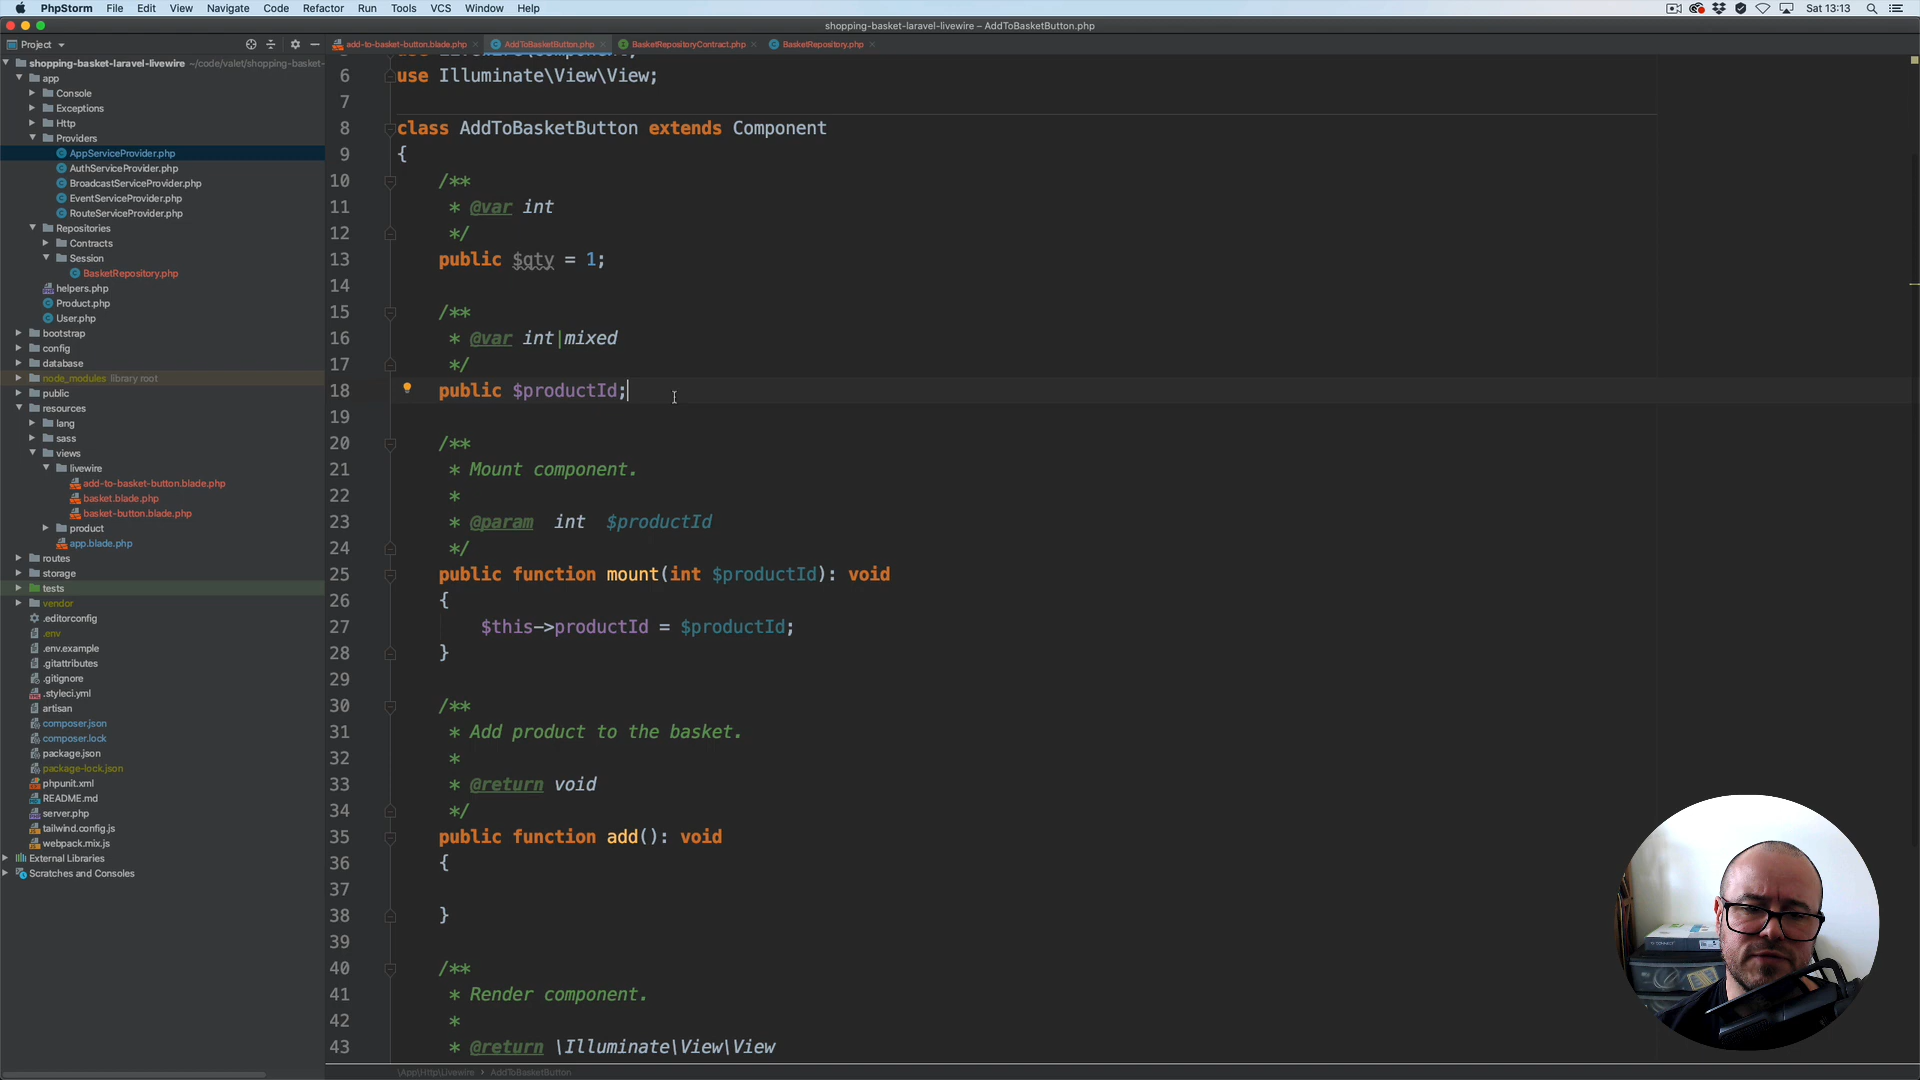 PhpStorm File Edit View Navigate Code Refactor Run Tools VCS Window Help Sat 13:13
shopping-basket-laravel-livewire – AddToBasketButton.php
Project
add-to-basket-button.blade.php AddToBasketButton.php BasketRepositoryContract.php BasketRepository.php
shopping-basket-laravel-livewire ~/code/valet/shopping-basket-
app
Console
Exceptions
Http
Providers
AppServiceProvider.php
AuthServiceProvider.php
BroadcastServiceProvider.php
EventServiceProvider.php
RouteServiceProvider.php
Repositories
Contracts
Session
BasketRepository.php
helpers.php
Product.php
User.php
bootstrap
config
database
node_modules library root
public
resources
lang
sass
views
livewire
add-to-basket-button.blade.php
basket.blade.php
basket-button.blade.php
product
app.blade.php
routes
storage
tests
vendor
.editorconfig
.env
.env.example
.gitattributes
.gitignore
.styleci.yml
artisan
composer.json
composer.lock
package.json
package-lock.json
phpunit.xml
README.md
server.php
tailwind.config.js
webpack.mix.js
External Libraries
Scratches and Consoles
6 use Illuminate\View\View;
7
8 class AddToBasketButton extends Component
9 {
10 /**
11 * @var int
12 */
13 public $qty = 1;
14
15 /**
16 * @var int|mixed
17 */
18 public $productId;
19
20 /**
21 * Mount component.
22 *
23 * @param int $productId
24 */
25 public function mount(int $productId): void
26 {
27 $this->productId = $productId;
28 }
29
30 /**
31 * Add product to the basket.
32 *
33 * @return void
34 */
35 public function add(): void
36 {
37
38 }
39
40 /**
41 * Render component.
42 *
43 * @return \Illuminate\View\View
\App\Http\Livewire › AddToBasketButton